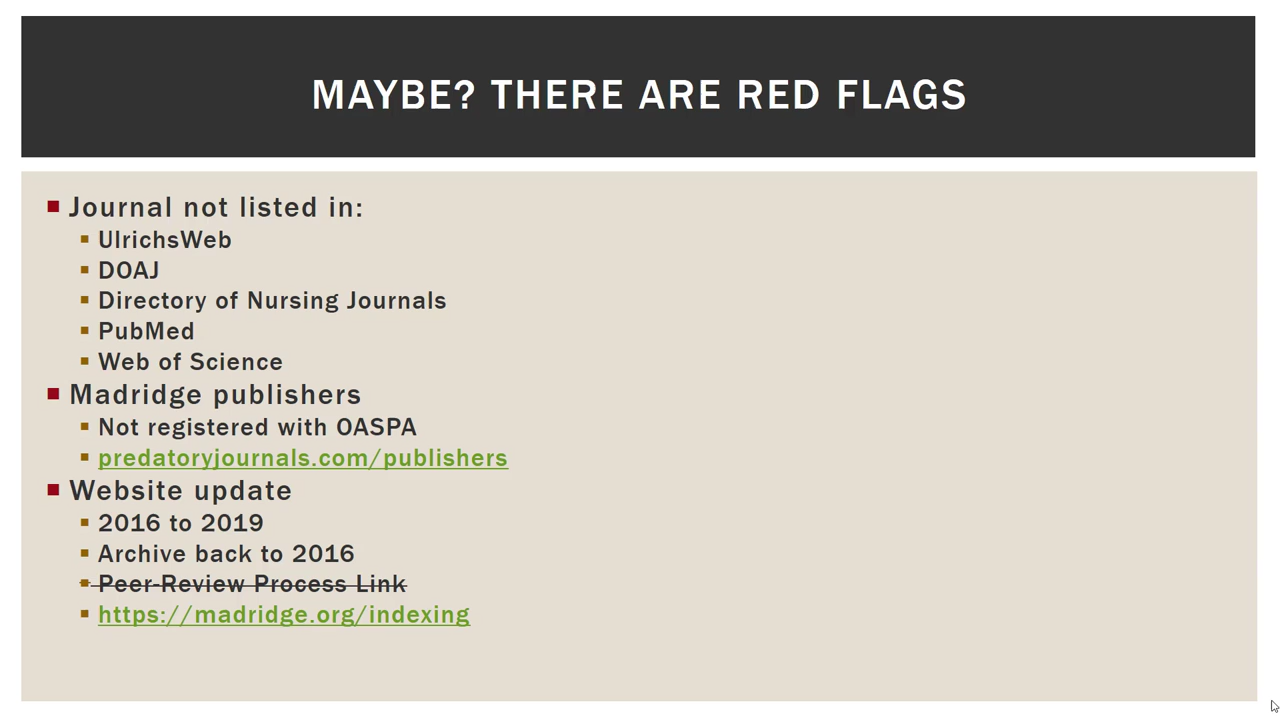 MAYBE? THERE ARE RED FLAGS
Journal not listed in:
UlrichsWeb
DOAJ
Directory of Nursing Journals
PubMed
Web of Science
Madridge publishers
Not registered with OASPA
predatoryjournals.com/publishers
Website update
2016 to 2019
Archive back to 2016
Peer-Review Process Link
https://madridge.org/indexing